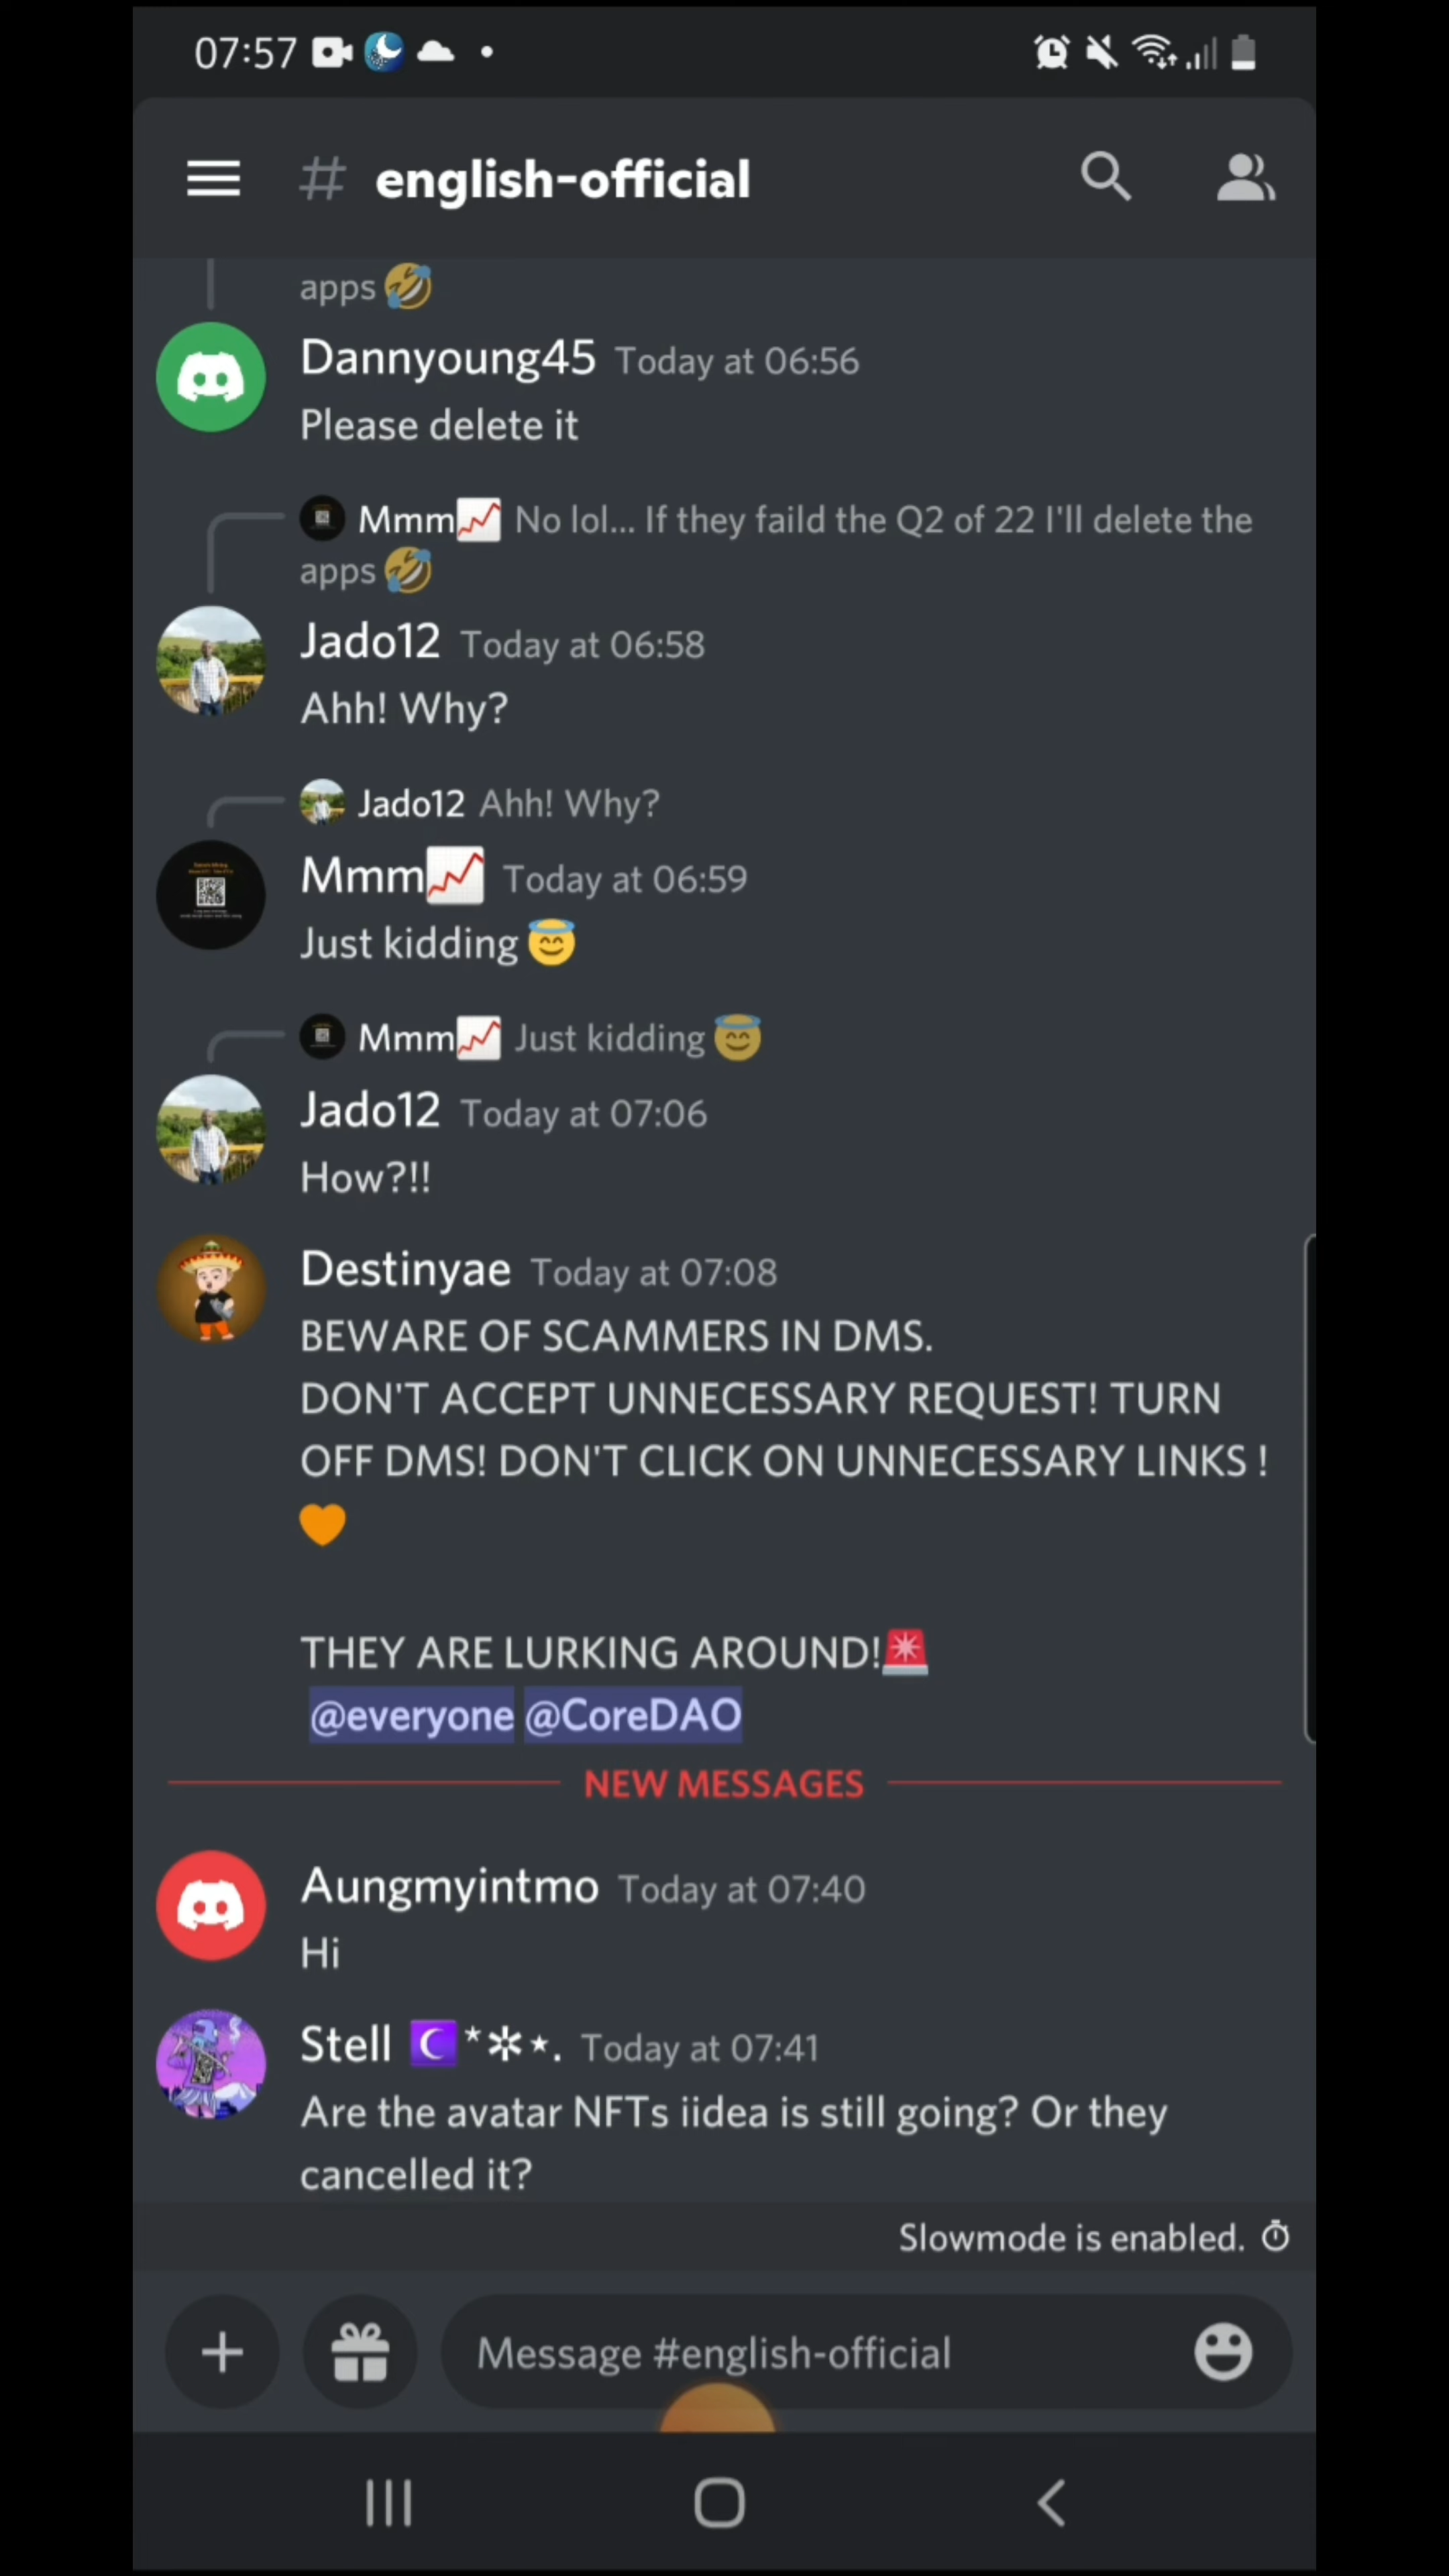 07:57
# english-official
apps 🤣
Dannyoung45 Today at 06:56
Please delete it
Mmm📈 No lol... If they faild the Q2 of 22 I'll delete the
apps 🤣
Jado12 Today at 06:58
Ahh! Why?
Jado12 Ahh! Why?
Mmm📈 Today at 06:59
Just kidding 😇
Mmm📈 Just kidding 😇
Jado12 Today at 07:06
How?!!
Destinyae Today at 07:08
BEWARE OF SCAMMERS IN DMS.
DON'T ACCEPT UNNECESSARY REQUEST! TURN
OFF DMS! DON'T CLICK ON UNNECESSARY LINKS !
🧡
THEY ARE LURKING AROUND!🚨
@everyone @CoreDAO
NEW MESSAGES
Aungmyintmo Today at 07:40
Hi
Stell ☪*✲⋆. Today at 07:41
Are the avatar NFTs iidea is still going? Or they
cancelled it?
Slowmode is enabled.
Message #english-official